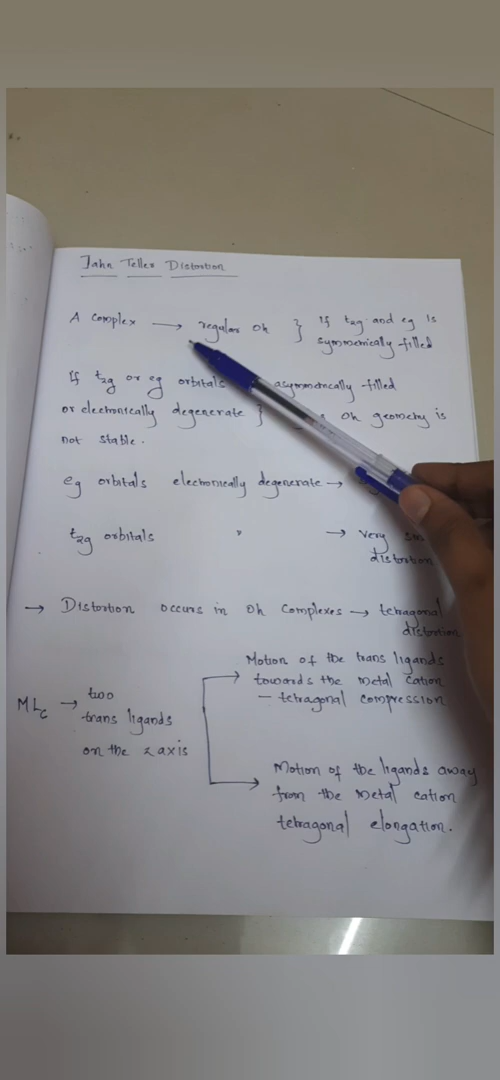 Jahn Teller Distortion
A complex → regular Oh } If t2g and eg is
symmerically filled
If t2g or eg orbitals asymmerically filled
or electronically degenerate } Oh geometry is
not stable.
eg orbitals electronically degenerate →
t2g orbitals " → very
distortion
→ Distortion occurs in Oh complexes → tetragonal
distortion
Motion of the trans ligands
towards the metal cation
- tetragonal compression
ML6 → two
trans ligands
on the z axis
Motion of the ligands away
from the metal cation
tetragonal elongation.